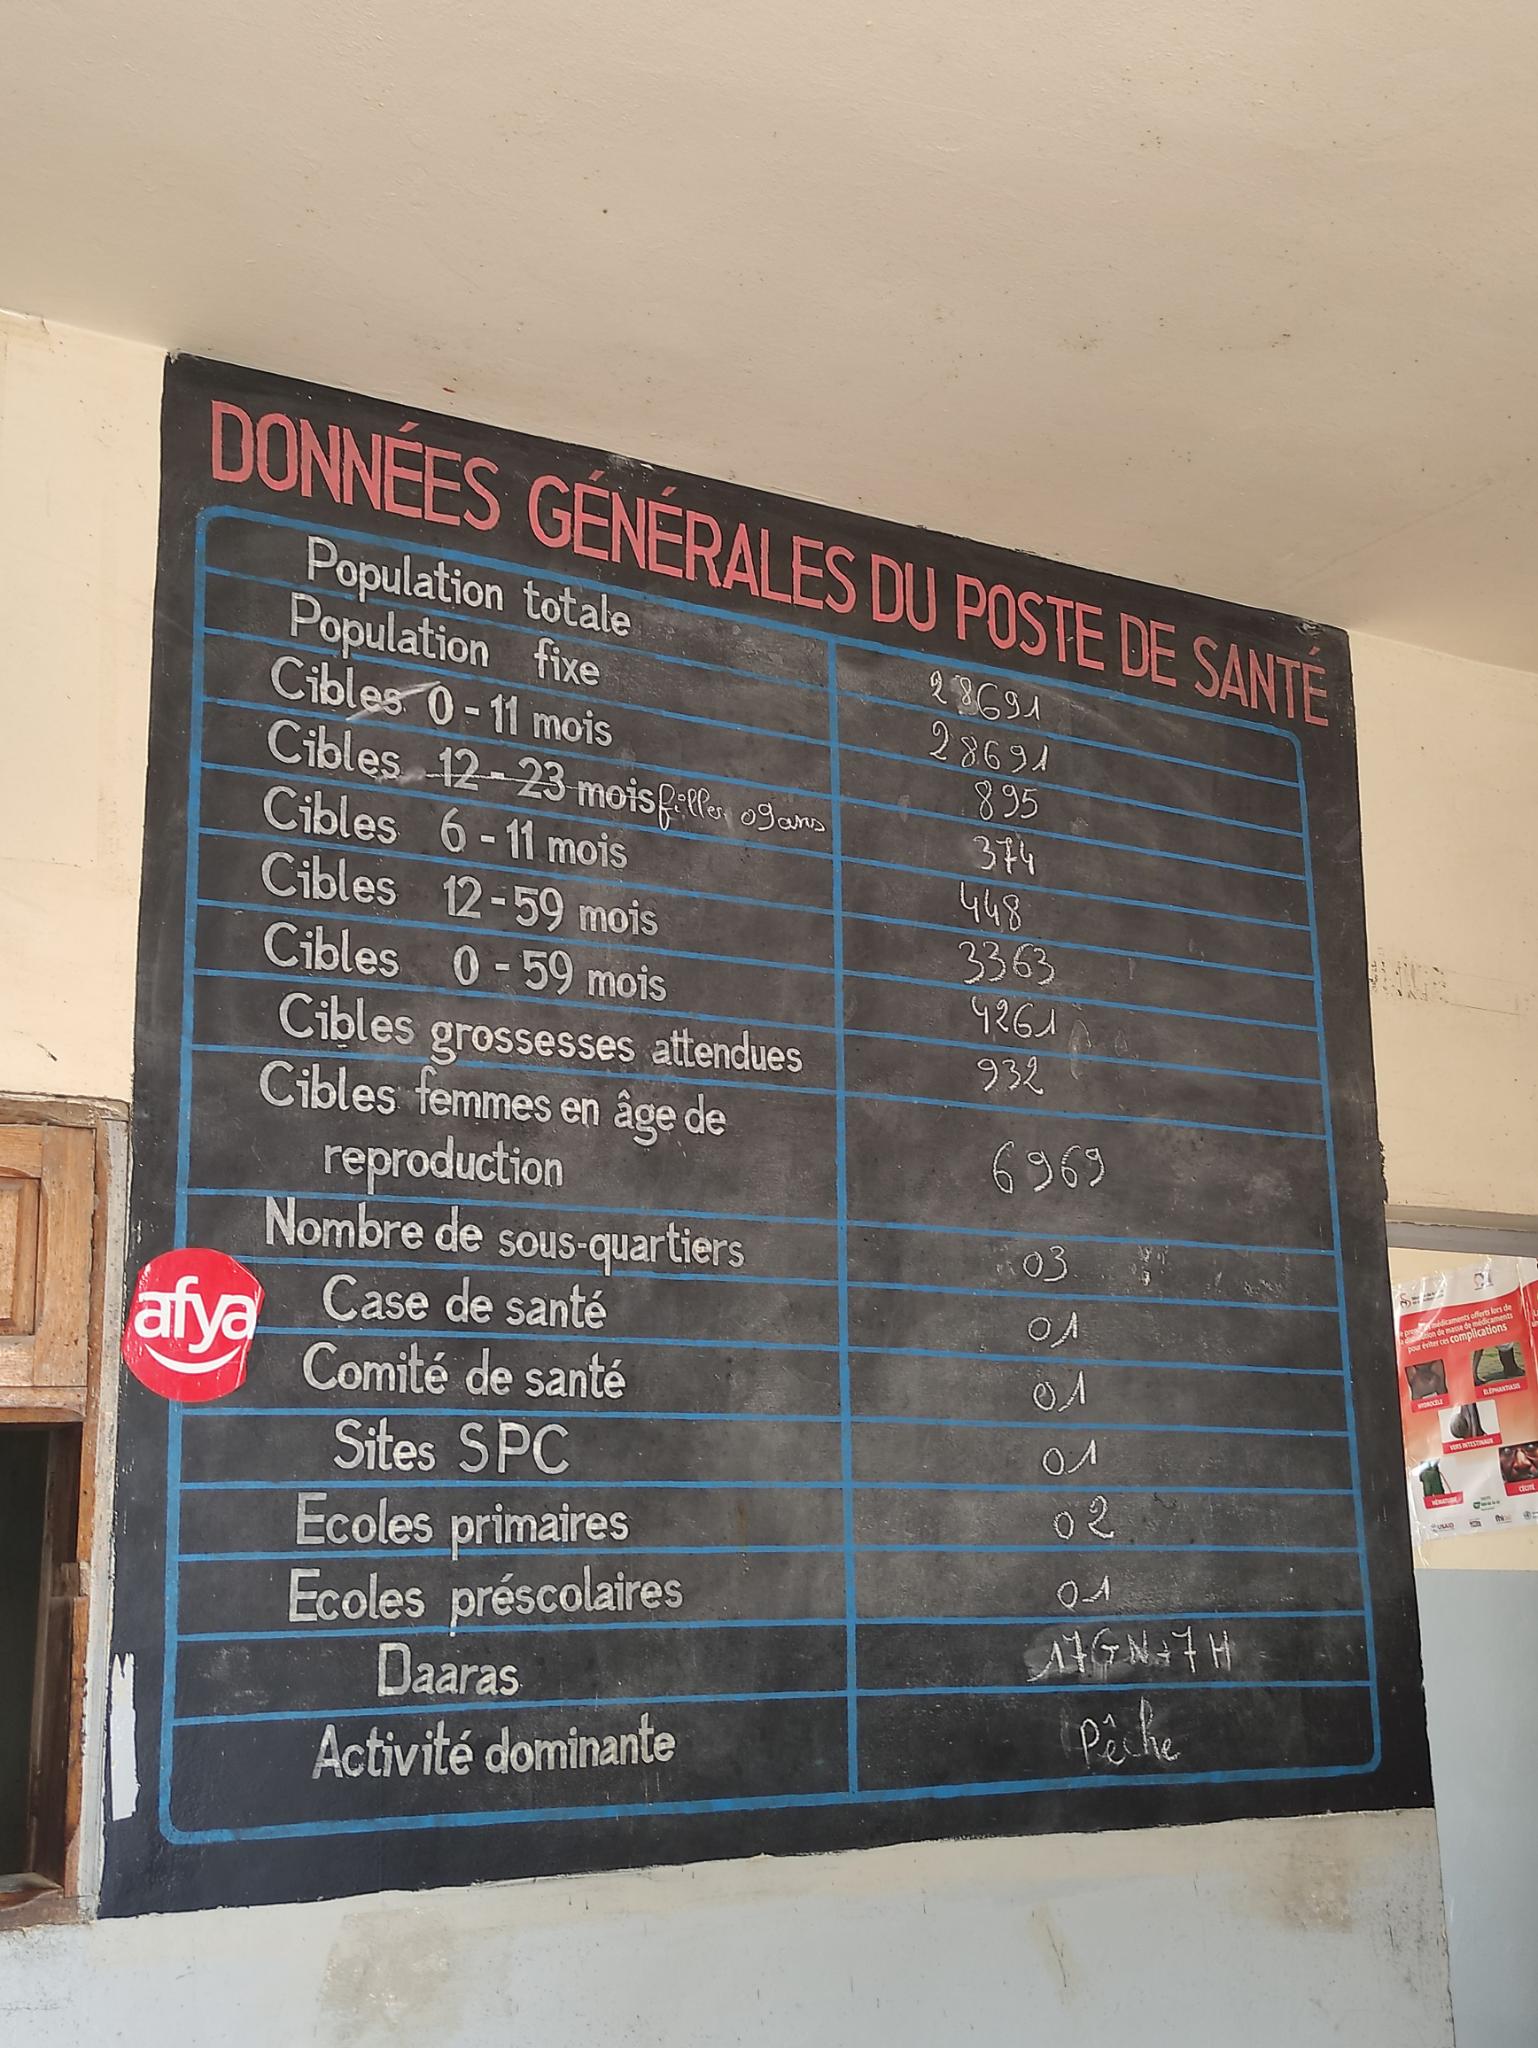 DONNÉES GÉNÉRALES DU POSTE DE SANTÉ
Population totale 28691
Population fixe 28691
Cibles 0 - 11 mois 895
Cibles 12 - 23 mois filles 09ans 374
Cibles 6 - 11 mois 448
Cibles 12 - 59 mois 3363
Cibles 0 - 59 mois 4261
Cibles grossesses attendues 932
Cibles femmes en âge de
reproduction 6969
Nombre de sous-quartiers 03
Case de santé 01
Comité de santé 01
Sites SPC 01
Ecoles primaires 02
Ecoles préscolaires 01
Daaras 17GN+7H
Activité dominante Pêche
afya
médicaments offerts lors de
de masse de médicaments
pour éviter ces complications
HYDROCÈLE
ÉLÉPHANTIASIS
VERS INTESTINAUX
HÉMATURIE
CÉCITÉ
USAID